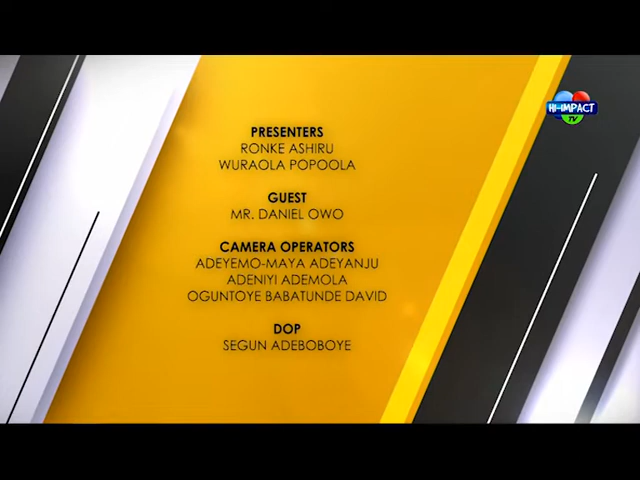 HI-IMPACT
TV
PRESENTERS
RONKE ASHIRU
WURAOLA POPOOLA
GUEST
MR. DANIEL OWO
CAMERA OPERATORS
ADEYEMO-MAYA ADEYANJU
ADENIYI ADEMOLA
OGUNTOYE BABATUNDE DAVID
DOP
SEGUN ADEBOBOYE